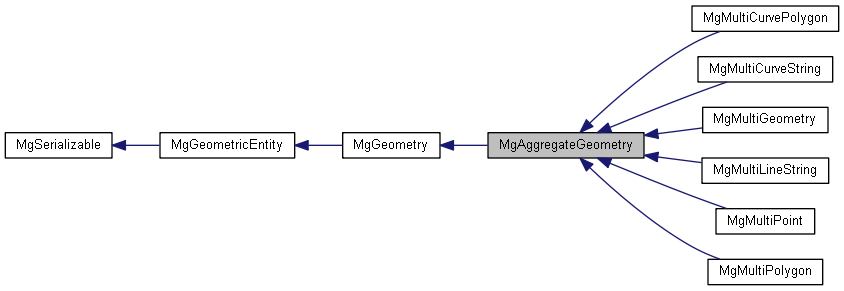 MgMultiCurvePolygon
MgMultiCurveString
MgMultiGeometry
MgSerializable
MgGeometricEntity
MgGeometry
MgAggregateGeometry
MgMultiLineString
MgMultiPoint
MgMultiPolygon